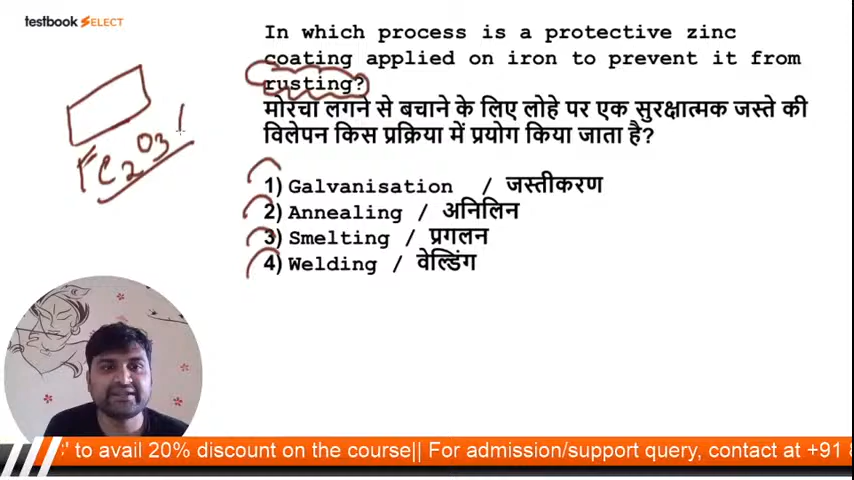 testbook SELECT
In which process is a protective zinc
coating applied on iron to prevent it from
rusting?
मोरचा लगने से बचाने के लिए लोहे पर एक सुरक्षात्मक जस्ते की
विलेपन किस प्रक्रिया में प्रयोग किया जाता है?
Fe2O3
1) Galvanisation / जस्तीकरण
2) Annealing / अनिलिन
3) Smelting / प्रगलन
4) Welding / वेल्डिंग
to avail 20% discount on the course|| For admission/support query, contact at +91